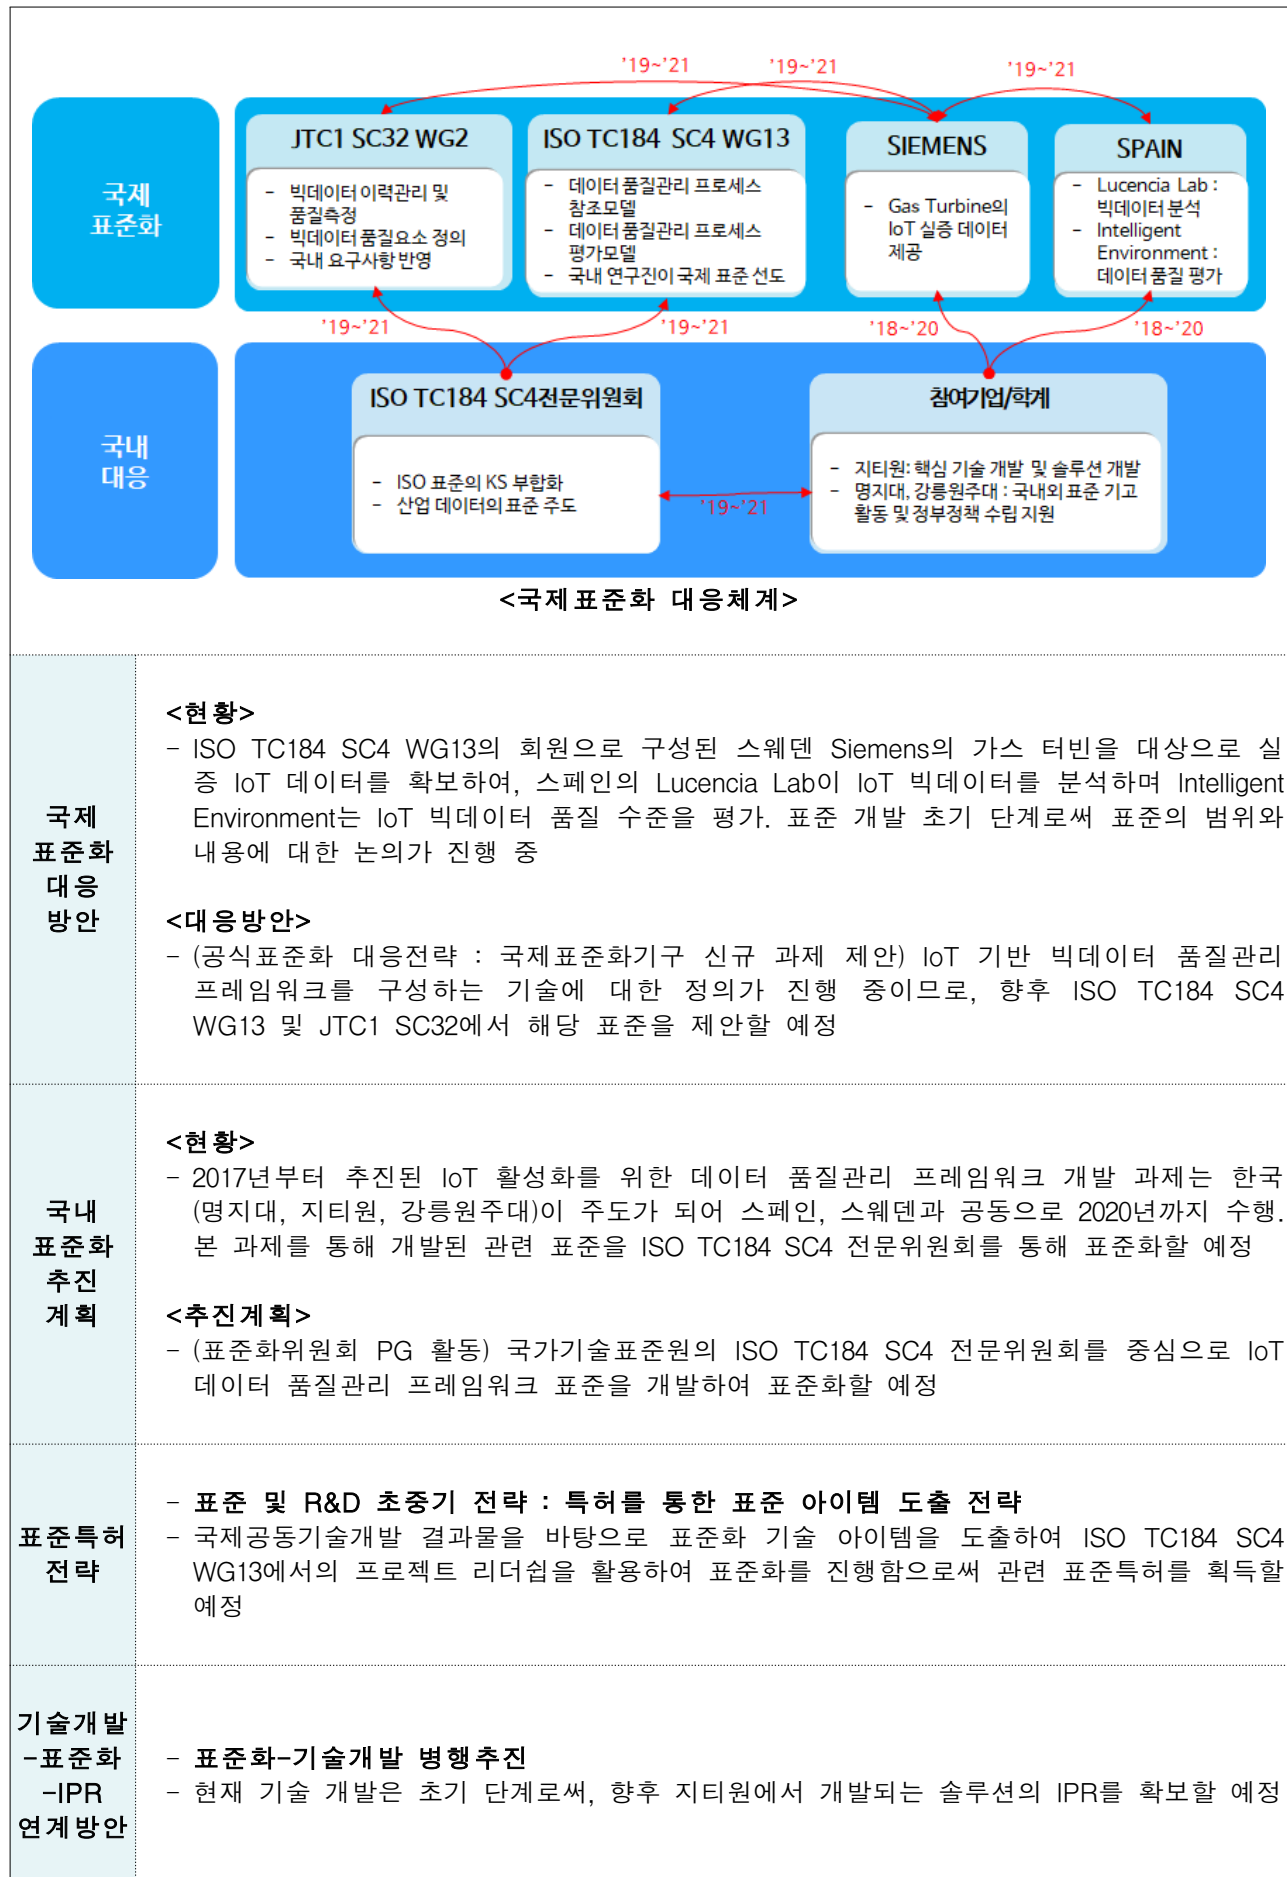 '19~'21
'19~'21
'19~'21
국제
표준화
JTC1 SC32 WG2
- 빅데이터 이력관리 및
품질측정
- 빅데이터 품질요소 정의
- 국내 요구사항 반영
ISO TC184 SC4 WG13
- 데이터 품질관리 프로세스
참조모델
- 데이터 품질관리 프로세스
평가모델
- 국내 연구진이 국제 표준 선도
SIEMENS
- Gas Turbine의
IoT 실증 데이터
제공
SPAIN
- Lucencia Lab :
빅데이터 분석
- Intelligent
Environment :
데이터 품질 평가
'19~'21
'19~'21
'18~'20
'18~'20
국내
대응
ISO TC184 SC4전문위원회
- ISO 표준의 KS 부합화
- 산업 데이터의 표준 주도
'19~'21
참여기업/학계
- 지티원: 핵심 기술 개발 및 솔루션 개발
- 명지대, 강릉원주대 : 국내외 표준 기고
활동 및 정부정책 수립 지원
<국제표준화 대응체계>
국제
표준화
대응
방안
<현황>
- ISO TC184 SC4 WG13의 회원으로 구성된 스웨덴 Siemens의 가스 터빈을 대상으로 실
증 IoT 데이터를 확보하여, 스페인의 Lucencia Lab이 IoT 빅데이터를 분석하며 Intelligent
Environment는 IoT 빅데이터 품질 수준을 평가. 표준 개발 초기 단계로써 표준의 범위와
내용에 대한 논의가 진행 중
<대응방안>
- (공식표준화 대응전략 : 국제표준화기구 신규 과제 제안) IoT 기반 빅데이터 품질관리
프레임워크를 구성하는 기술에 대한 정의가 진행 중이므로, 향후 ISO TC184 SC4
WG13 및 JTC1 SC32에서 해당 표준을 제안할 예정
국내
표준화
추진
계획
<현황>
- 2017년부터 추진된 IoT 활성화를 위한 데이터 품질관리 프레임워크 개발 과제는 한국
(명지대, 지티원, 강릉원주대)이 주도가 되어 스페인, 스웨덴과 공동으로 2020년까지 수행.
본 과제를 통해 개발된 관련 표준을 ISO TC184 SC4 전문위원회를 통해 표준화할 예정
<추진계획>
- (표준화위원회 PG 활동) 국가기술표준원의 ISO TC184 SC4 전문위원회를 중심으로 IoT
데이터 품질관리 프레임워크 표준을 개발하여 표준화할 예정
표준특허
전략
- 표준 및 R&D 초중기 전략 : 특허를 통한 표준 아이템 도출 전략
- 국제공동기술개발 결과물을 바탕으로 표준화 기술 아이템을 도출하여 ISO TC184 SC4
WG13에서의 프로젝트 리더쉽을 활용하여 표준화를 진행함으로써 관련 표준특허를 획득할
예정
기술개발
-표준화
-IPR
연계방안
- 표준화-기술개발 병행추진
- 현재 기술 개발은 초기 단계로써, 향후 지티원에서 개발되는 솔루션의 IPR를 확보할 예정